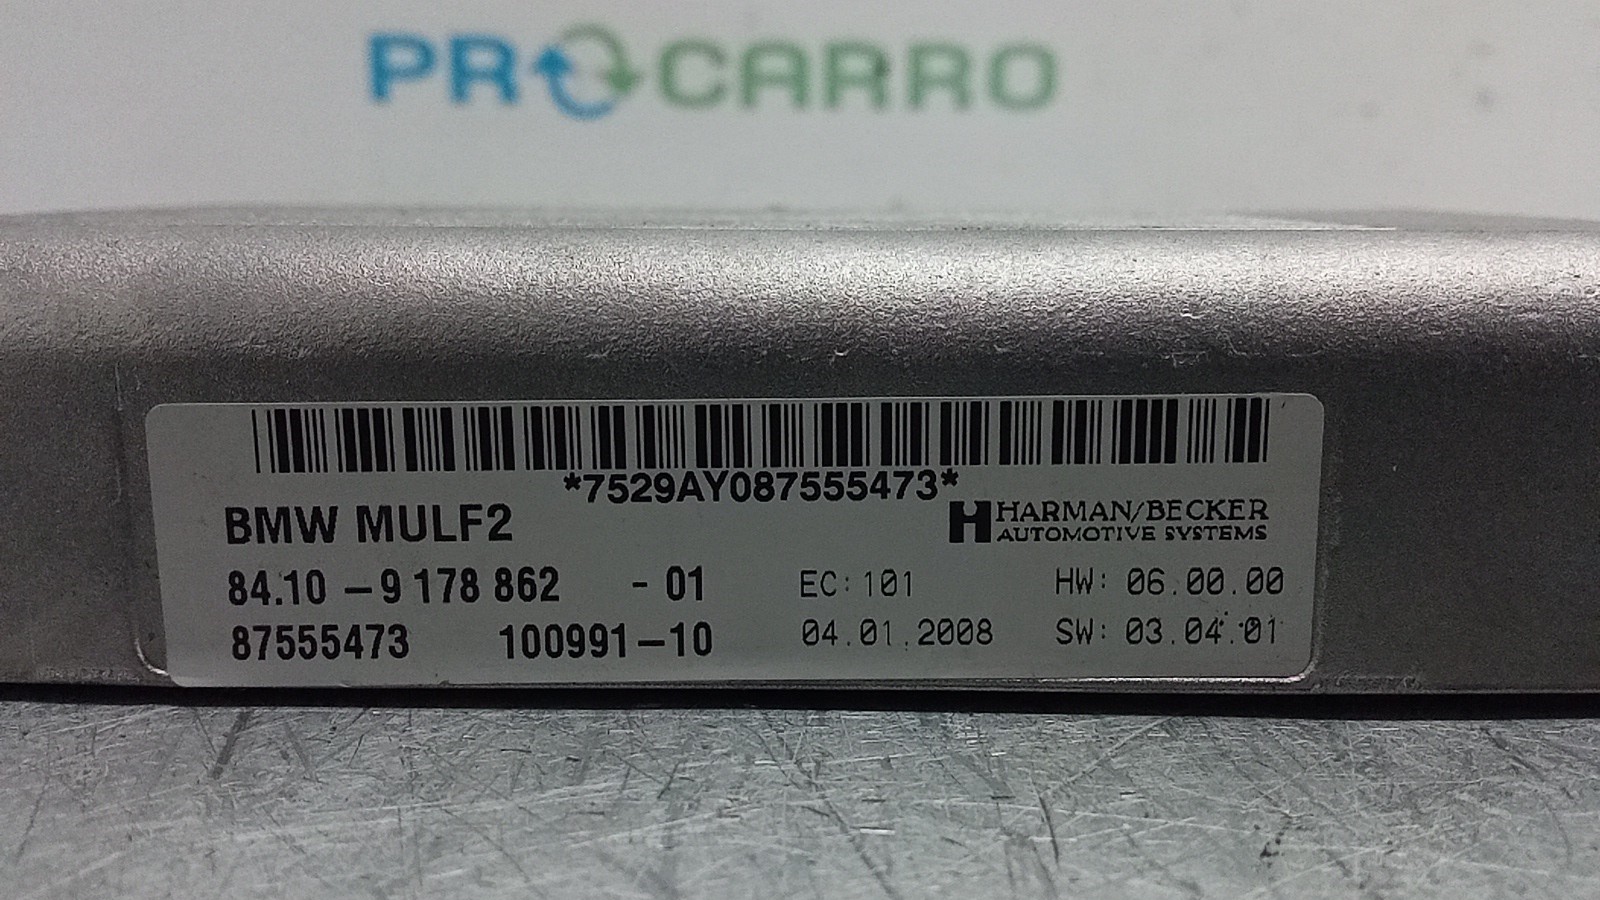 PROCARRO
*7529AY087555473*
BMW MULF2
HARMAN/BECKER
AUTOMOTIVE SYSTEMS
84.10 - 9 178 862 - 01 EC: 101 HW: 06.00.00
87555473 100991-10 04.01.2008 SW: 03.04.01